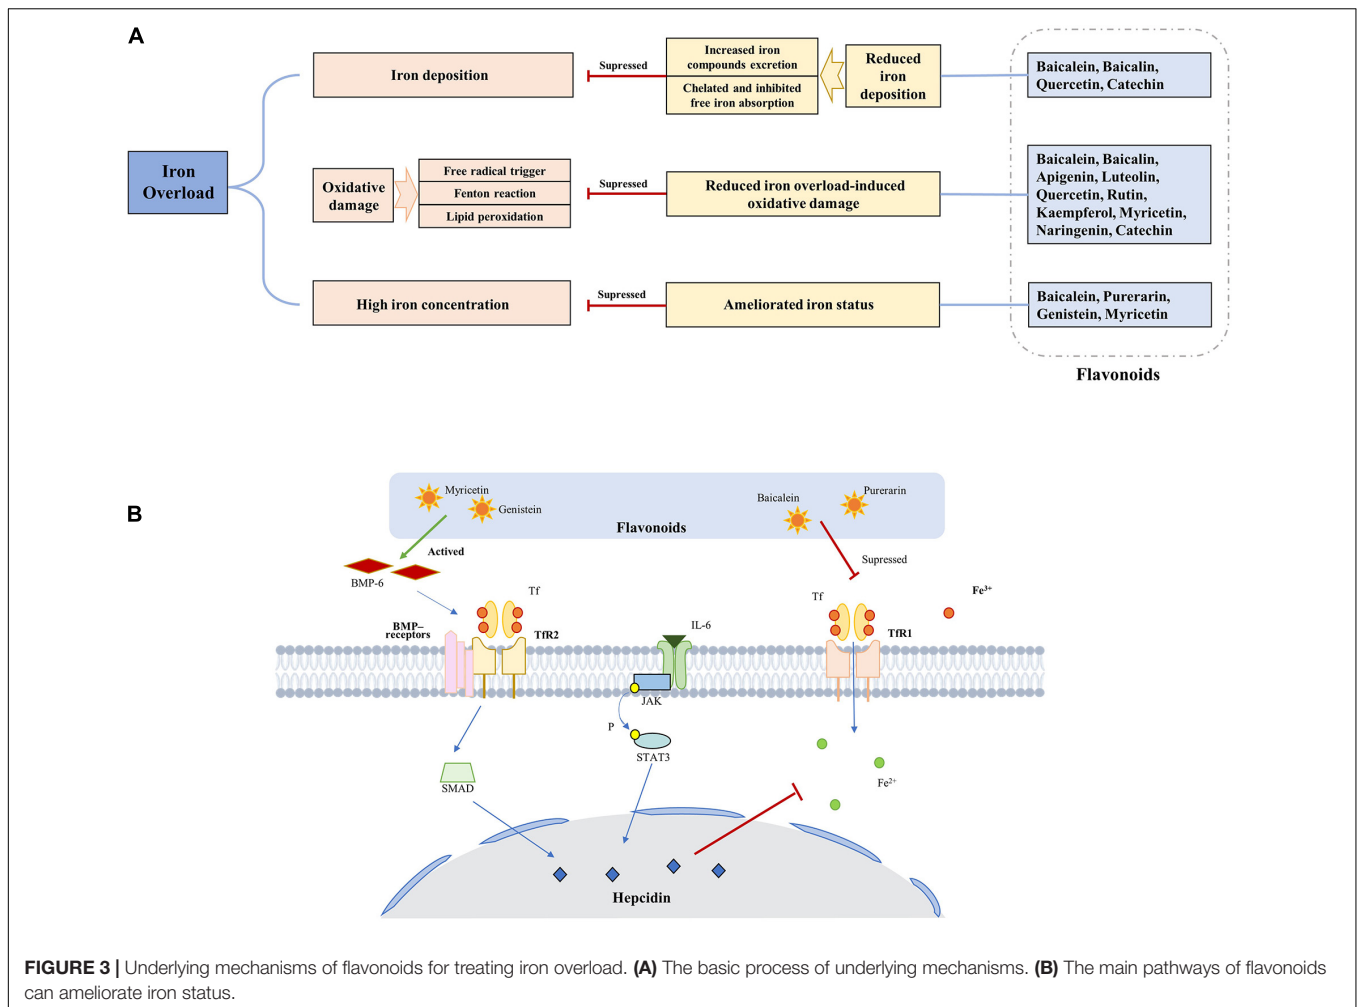 A
Iron
Overload
Iron deposition
Supressed
Increased iron
compounds excretion
Chelated and inhibited
free iron absorption
Reduced
iron
deposition
Baicalein, Baicalin,
Quercetin, Catechin
Oxidative
damage
Free radical trigger
Fenton reaction
Lipid peroxidation
Supressed
Reduced iron overload-induced
oxidative damage
Baicalein, Baicalin,
Apigenin, Luteolin,
Quercetin, Rutin,
Kaempferol, Myricetin,
Naringenin, Catechin
High iron concentration
Supressed
Ameliorated iron status
Baicalein, Purerarin,
Genistein, Myricetin
Flavonoids
B
Myricetin
Genistein
Flavonoids
Baicalein
Purerarin
Actived
BMP-6
Supressed
Tf
Tf
Fe³⁺
BMP–
receptors
TfR2
IL-6
TfR1
JAK
P
STAT3
SMAD
Fe²⁺
Hepcidin
FIGURE 3 | Underlying mechanisms of flavonoids for treating iron overload. (A) The basic process of underlying mechanisms. (B) The main pathways of flavonoids
can ameliorate iron status.